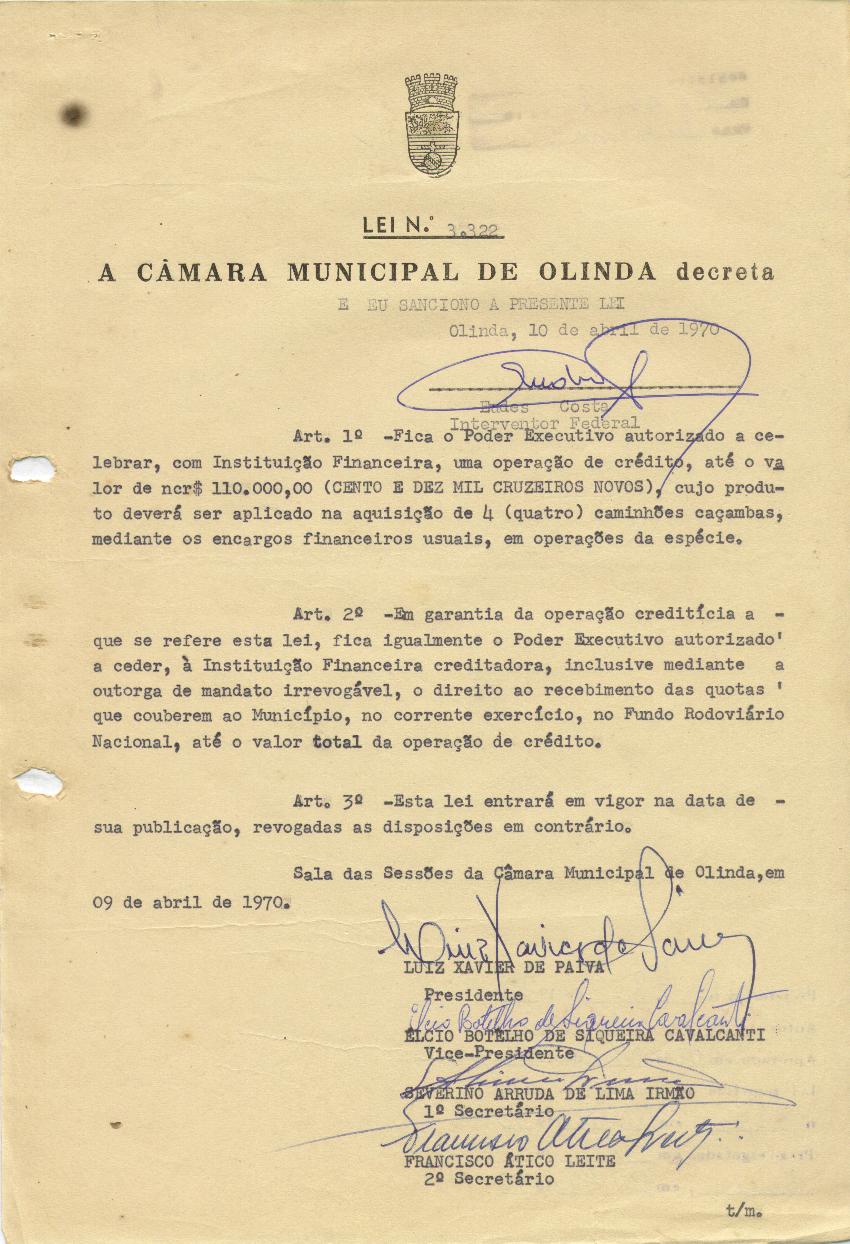 LEI N.º 3.322
A CÂMARA MUNICIPAL DE OLINDA decreta
E EU SANCIONO A PRESENTE LEI
Olinda, 10 de abril de 1970
Eudes Costa
Interventor Federal
Art. 1º -Fica o Poder Executivo autorizado a ce-
lebrar, com Instituição Financeira, uma operação de crédito, até o va
lor de ncr$ 110.000,00 (CENTO E DEZ MIL CRUZEIROS NOVOS), cujo produ-
to deverá ser aplicado na aquisição de 4 (quatro) caminhões caçambas,
mediante os encargos financeiros usuais, em operações da espécie.
Art. 2º -Em garantia da operação creditícia a -
que se refere esta lei, fica igualmente o Poder Executivo autorizado'
a ceder, à Instituição Financeira creditadora, inclusive mediante a
outorga de mandato irrevogável, o direito ao recebimento das quotas '
que couberem ao Município, no corrente exercício, no Fundo Rodoviário
Nacional, até o valor total da operação de crédito.
Art. 3º -Esta lei entrará em vigor na data de -
sua publicação, revogadas as disposições em contrário.
Sala das Sessões da Câmara Municipal de Olinda,em
09 de abril de 1970.
Luiz Xavier de Paiva
LUIZ XAVIER DE PAIVA
Presidente
Elcio Botelho de Siqueira Cavalcanti
ÉLCIO BOTELHO DE SIQUEIRA CAVALCANTI
Vice-Presidente
SEVERINO ARRUDA DE LIMA IRMÃO
1º Secretário
Francisco Ático Leite
FRANCISCO ÁTICO LEITE
2º Secretário
t/m.